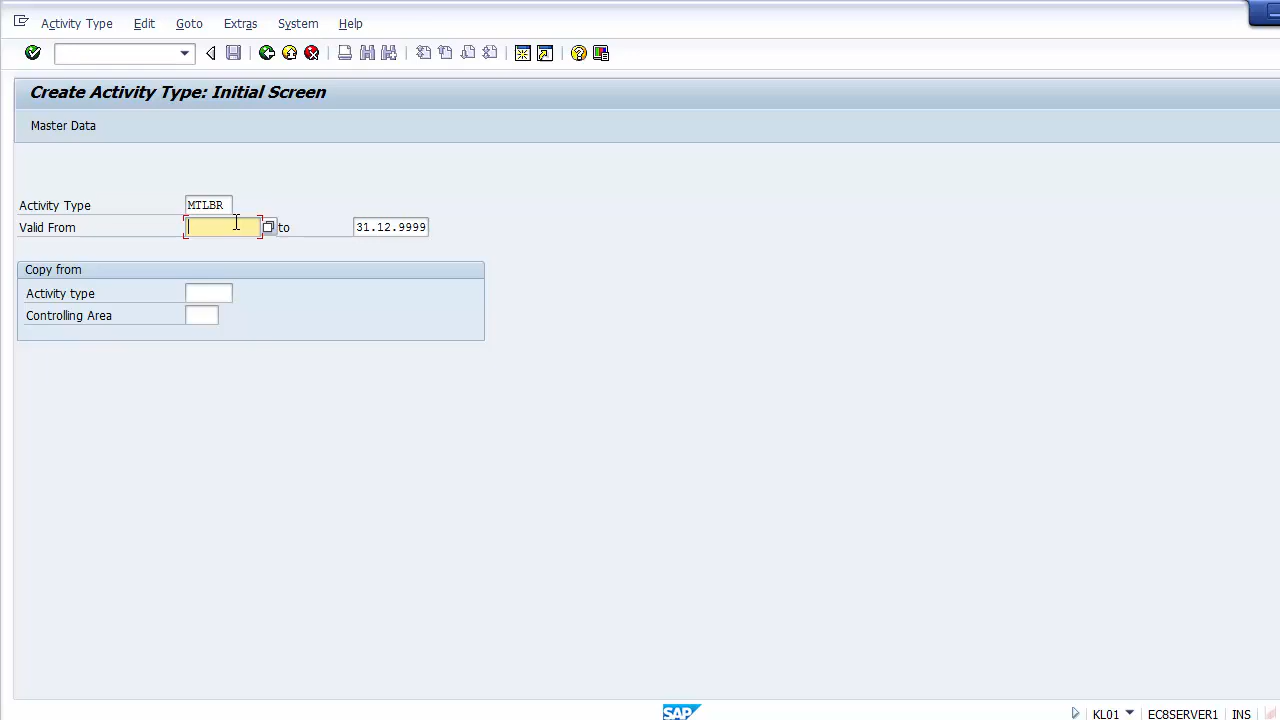 Activity Type Edit Goto Extras System Help
Create Activity Type: Initial Screen
Master Data
Activity Type MTLBR
Valid From to 31.12.9999
Copy from
Activity type
Controlling Area
SAP KL01 EC8SERVER1 INS